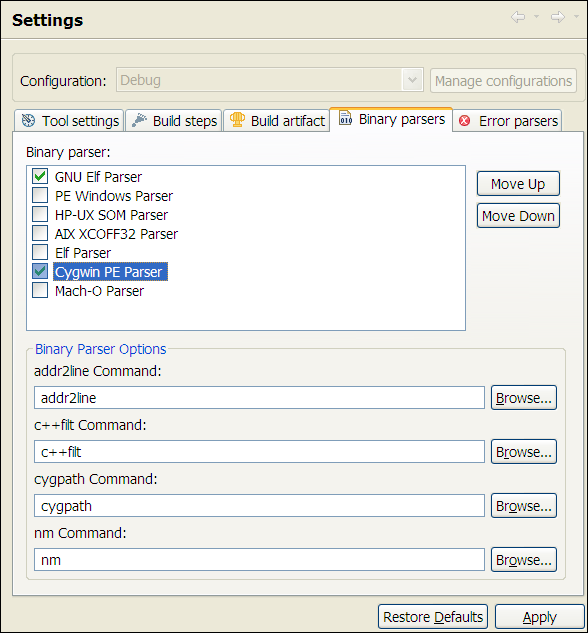 Settings
Configuration: Debug Manage configurations
Tool settings Build steps Build artifact Binary parsers Error parsers
Binary parser:
GNU Elf Parser
PE Windows Parser
HP-UX SOM Parser
AIX XCOFF32 Parser
Elf Parser
Cygwin PE Parser
Mach-O Parser
Move Up
Move Down
Binary Parser Options
addr2line Command:
addr2line Browse...
c++filt Command:
c++filt Browse...
cygpath Command:
cygpath Browse...
nm Command:
nm Browse...
Restore Defaults Apply